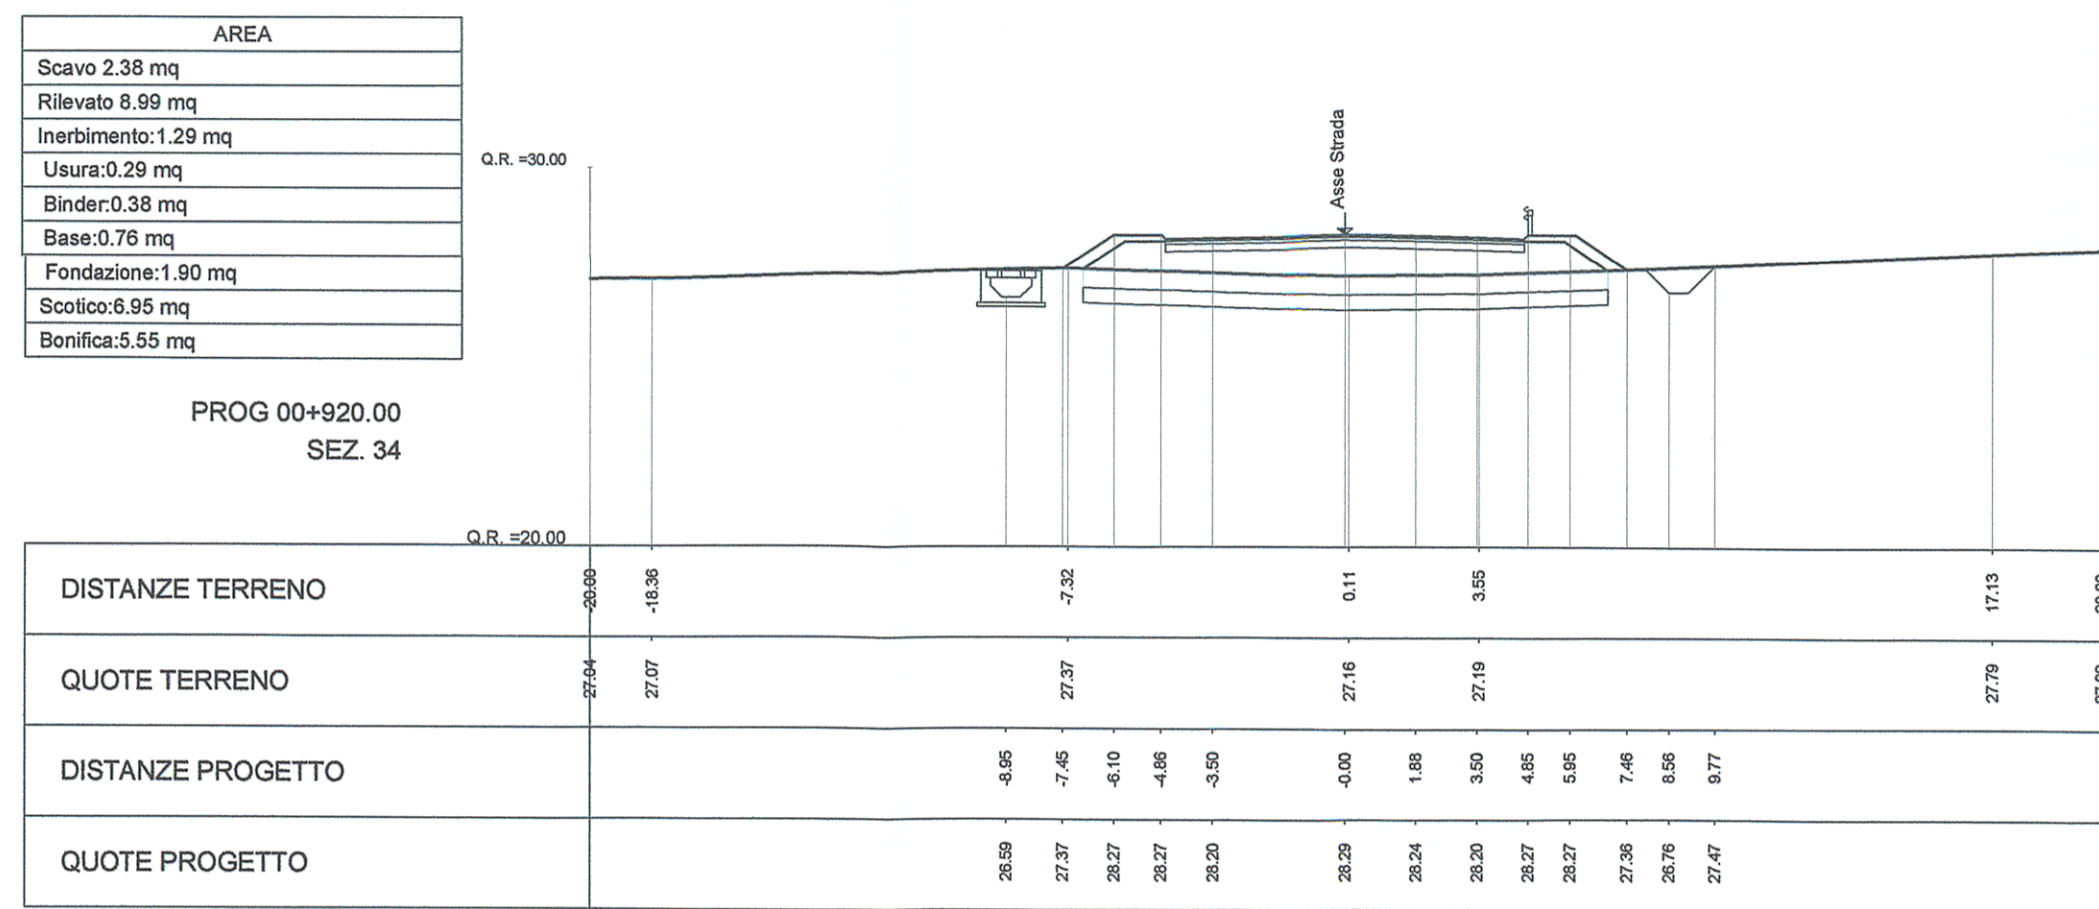 AREA
Scavo 2.38 mq
Rilevato 8.99 mq
Inerbimento:1.29 mq
Usura:0.29 mq
Binder:0.38 mq
Base:0.76 mq
Fondazione:1.90 mq
Scotico:6.95 mq
Bonifica:5.55 mq
PROG 00+920.00
SEZ. 34
Q.R. =30.00
Asse Strada
Q.R. =20.00
DISTANZE TERRENO -20.00 -18.36 -7.32 0.11 3.55 17.13
QUOTE TERRENO 27.04 27.07 27.37 27.16 27.19 27.79
DISTANZE PROGETTO -8.95 -7.45 -6.10 -4.86 -3.50 -0.00 1.88 3.50 4.85 5.95 7.46 8.56 9.77
QUOTE PROGETTO 26.59 27.37 28.27 28.27 28.20 28.29 28.24 28.20 28.27 28.27 27.36 26.76 27.47